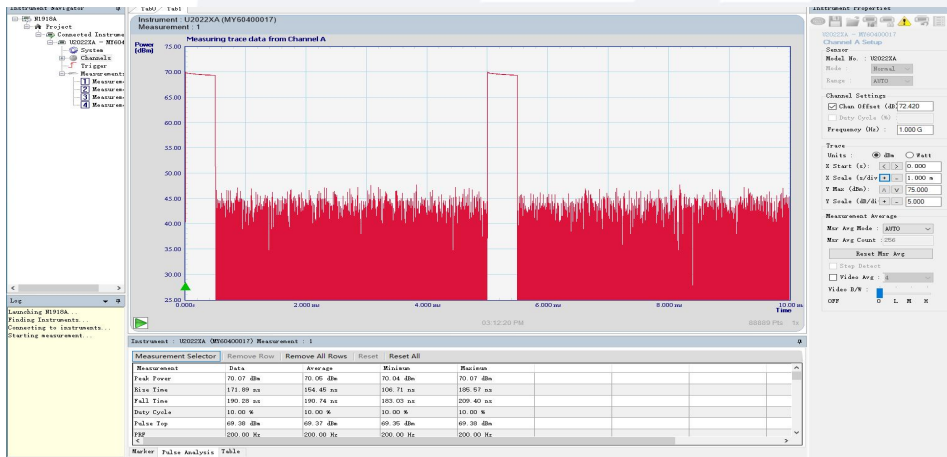 Instrument Navigator
N1918A
Project
Connected Instrume
U2022XA - MY604
System
Channels
Trigger
Measurements
1 Measurem
2 Measurem
3 Measurem
4 Measurem
Log
Launching N1918A...
Finding Instruments...
Connecting to instruments...
Starting measurement...
Tab0 Tab1
Instrument : U2022XA (MY60400017)
Measurement : 1
Power (dBm)
Measuring trace data from Channel A
75.00
70.00
65.00
60.00
55.00
50.00
45.00
40.00
35.00
30.00
25.00
0.000s 2.000 ms 4.000 ms 6.000 ms 8.000 ms 10.00 m
Time
03:12:20 PM
Instrument : U2022XA (MY60400017) Measurement : 1
Measurement Selector Remove Row Remove All Rows Reset Reset All
Measurement Data Average Minimum Maximum
Peak Power 70.07 dBm 70.05 dBm 70.04 dBm 70.07 dBm
Rise Time 171.89 ns 154.45 ns 106.71 ns 185.57 ns
Fall Time 190.28 ns 190.74 ns 183.03 ns 209.40 ns
Duty Cycle 10.00 % 10.00 % 10.00 % 10.00 %
Pulse Top 69.38 dBm 69.37 dBm 69.35 dBm 69.38 dBm
PRF 200.00 Hz 200.00 Hz 200.00 Hz 200.00 Hz
Marker Pulse Analysis Table
Instrument Properties
U2022XA - MY60400017
Channel A Setup
Sensor
Model No. : U2022XA
Mode : Normal
Range : AUTO
Channel Settings
Chan Offset (dB) 72.420
Duty Cycle (%)
Frequency (Hz) : 1.000 G
Trace
Units : dBm Watt
X Start (s): 0.000
X Scale (s/div 1.000 m
Y Max (dBm): 75.000
Y Scale (dB/di 5.000
Measurement Average
Msr Avg Mode : AUTO
Msr Avg Count :256
Reset Msr Avg
Step Detect
Video Avg : 4
Video B/W :
OFF O L M H